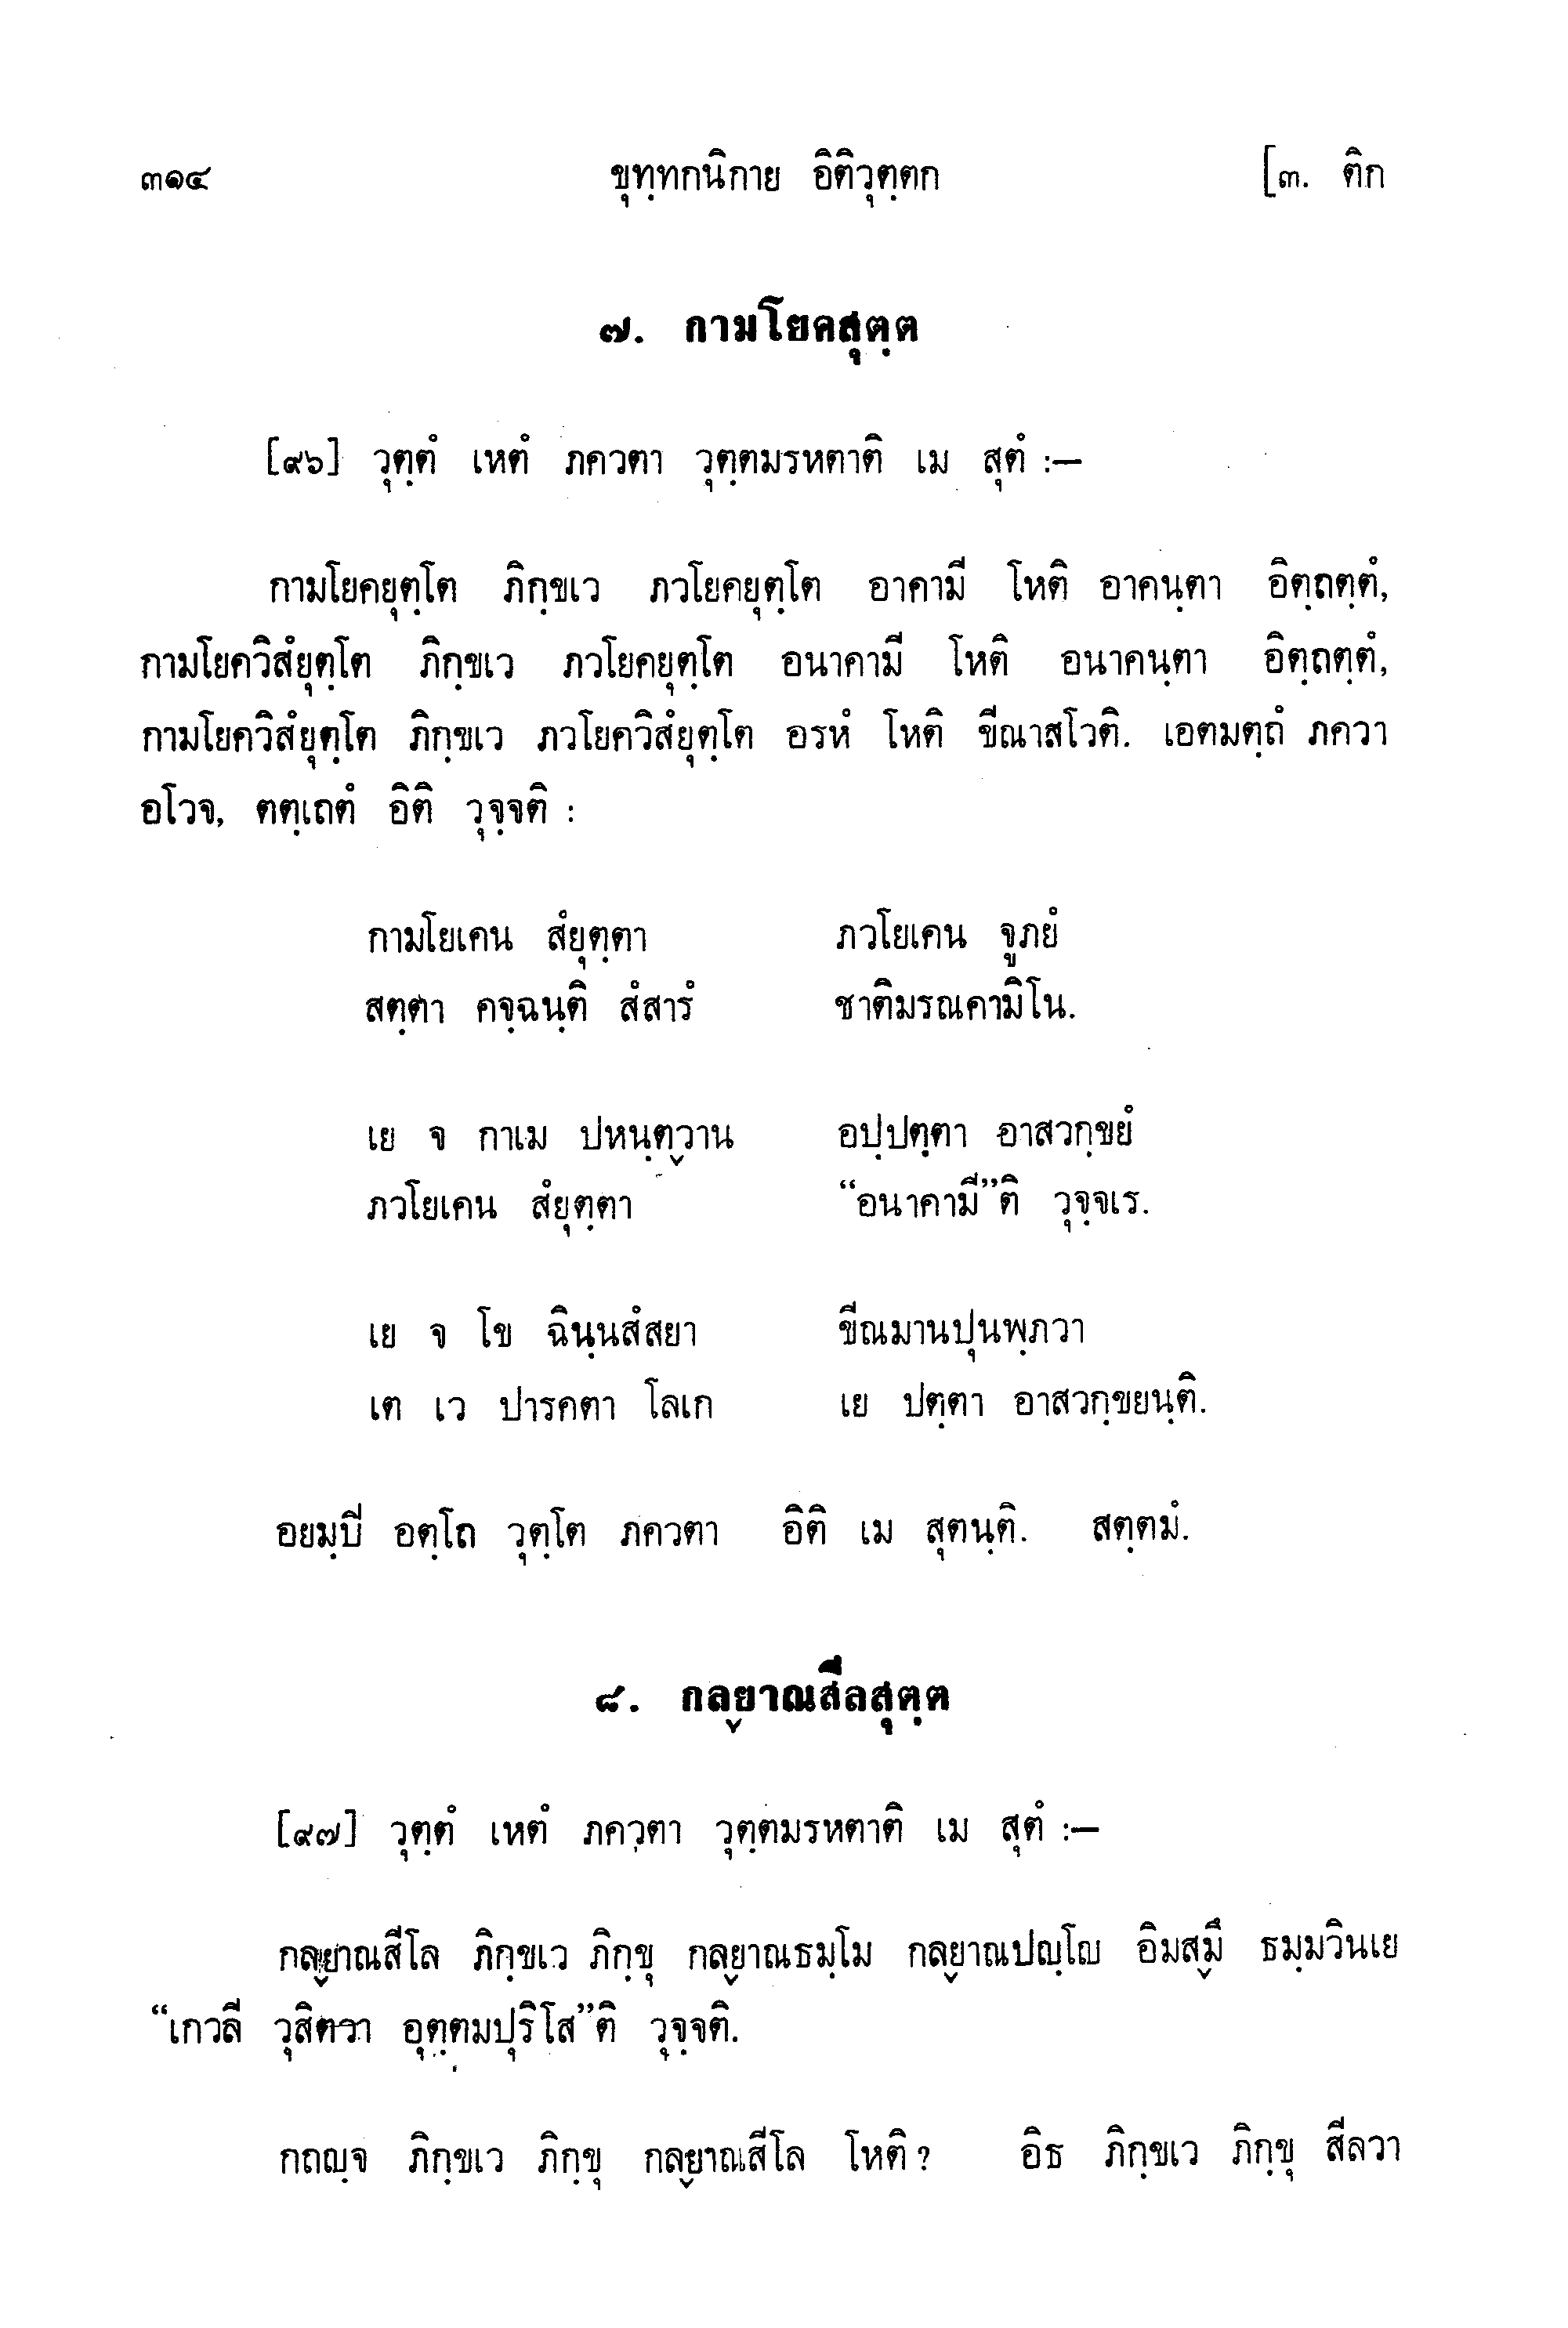 ๓๑๔ ขุทฺทกนิกาย อิติวุตฺตก [๓. ติก
๗. กามโยคสุตฺต
[๙๖] วุตฺตํ เหตํ ภควตา วุตฺตมรหตาติ เม สุตํ :—
กามโยคยุตฺโต ภิกฺขเว ภวโยคยุตฺโต อาคามี โหติ อาคนฺตา อิตฺถตฺตํ,
กามโยควิสํยุตฺโต ภิกฺขเว ภวโยคยุตฺโต อนาคามี โหติ อนาคนฺตา อิตฺถตฺตํ,
กามโยควิสํยุตฺโต ภิกฺขเว ภวโยควิสํยุตฺโต อรหํ โหติ ขีณาสโวติ. เอตมตฺถํ ภควา
อโวจ, ตตฺเถตํ อิติ วุจฺจติ :
กามโยเคน สํยุตฺตา ภวโยเคน จูภยํ
สตฺตา คจฺฉนฺติ สํสารํ ชาติมรณคามิโน.
เย จ กาเม ปหนฺตฺวาน อปฺปตฺตา อาสวกฺขยํ
ภวโยเคน สํยุตฺตา “อนาคามี”ติ วุจฺจเร.
เย จ โข ฉินฺนสํสยา ขีณมานปุนพฺภวา
เต เว ปารคตา โลเก เย ปตฺตา อาสวกฺขยนฺติ.
อยมฺปิ อตฺโถ วุตฺโต ภควตา อิติ เม สุตนฺติ. สตฺตมํ.
๘. กลฺยาณสีลสุตฺต
[๙๗] วุตฺตํ เหตํ ภควตา วุตฺตมรหตาติ เม สุตํ :—
กลฺยาณสีโล ภิกฺขเว ภิกฺขุ กลฺยาณธมฺโม กลฺยาณปญฺโญ อิมสฺมึ ธมฺมวินเย
“เกวลี วุสิตวา อุตฺตมปุริโส”ติ วุจฺจติ.
กถญฺจ ภิกฺขเว ภิกฺขุ กลฺยาณสีโล โหติ ? อิธ ภิกฺขเว ภิกฺขุ สีลวา